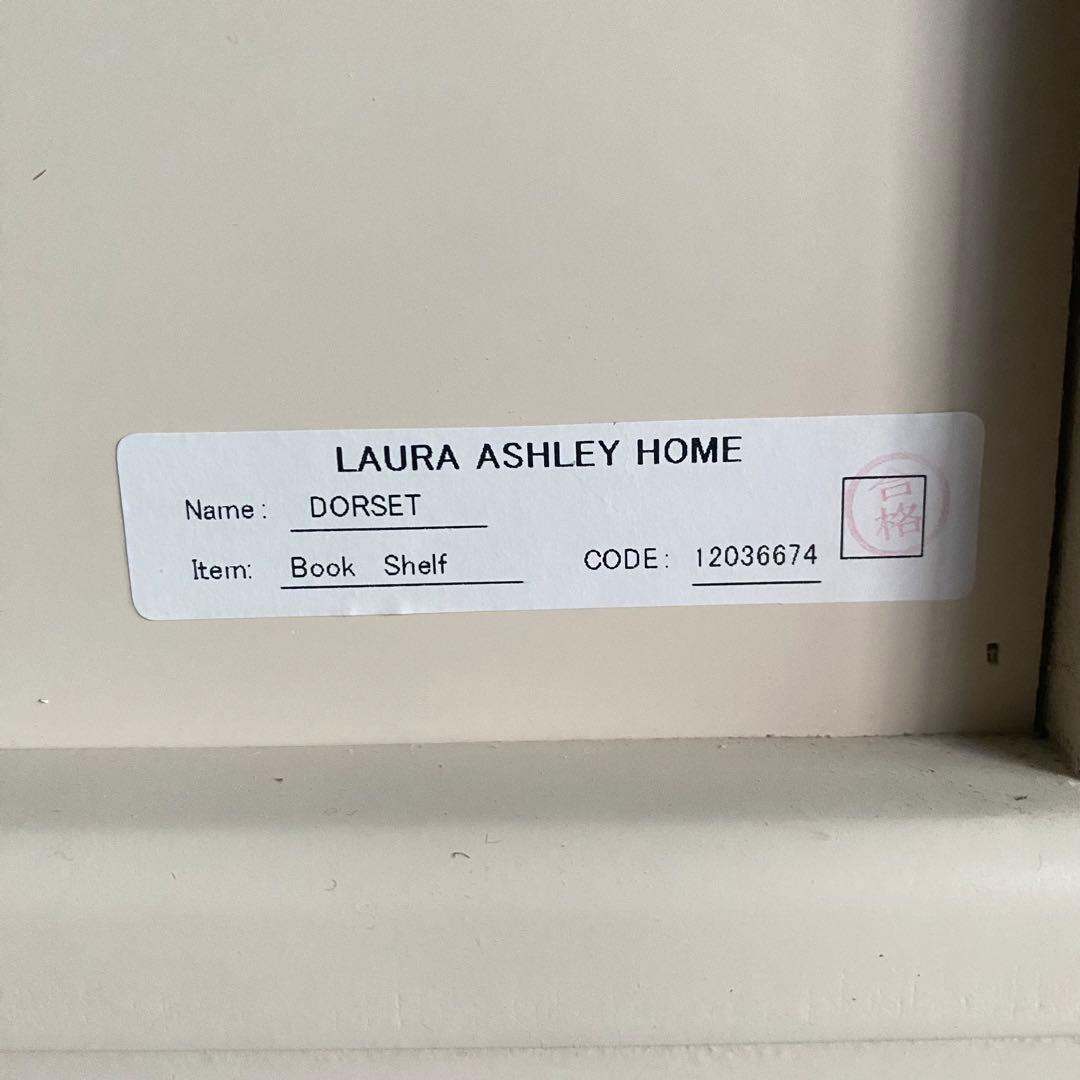 LAURA ASHLEY HOME
Name: DORSET
Item: Book Shelf CODE: 12036674
合格